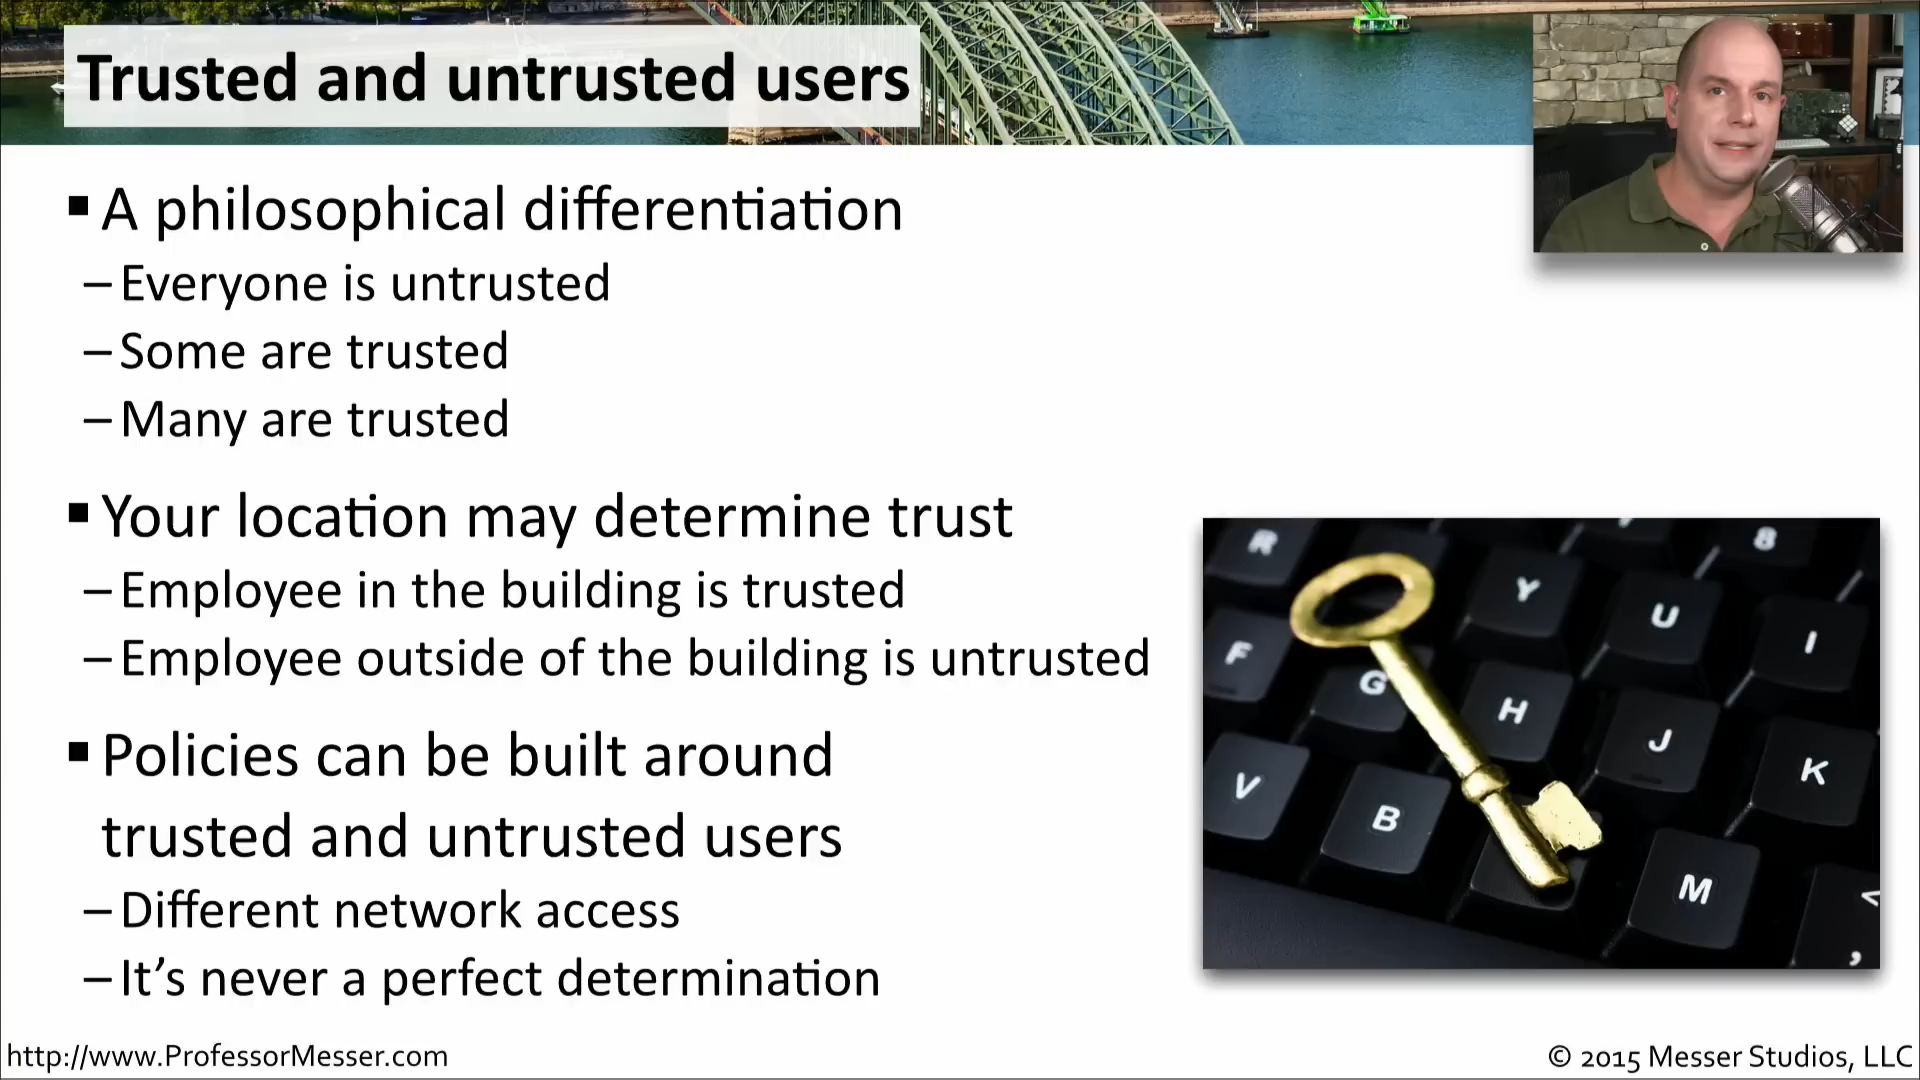 Trusted and untrusted users
▪ A philosophical differentiation
– Everyone is untrusted
– Some are trusted
– Many are trusted
▪ Your location may determine trust
– Employee in the building is trusted
– Employee outside of the building is untrusted
▪ Policies can be built around
trusted and untrusted users
– Different network access
– It’s never a perfect determination
R
8
Y
U
I
F
G
H
J
K
V
B
M
<
,
http://www.ProfessorMesser.com
© 2015 Messer Studios, LLC